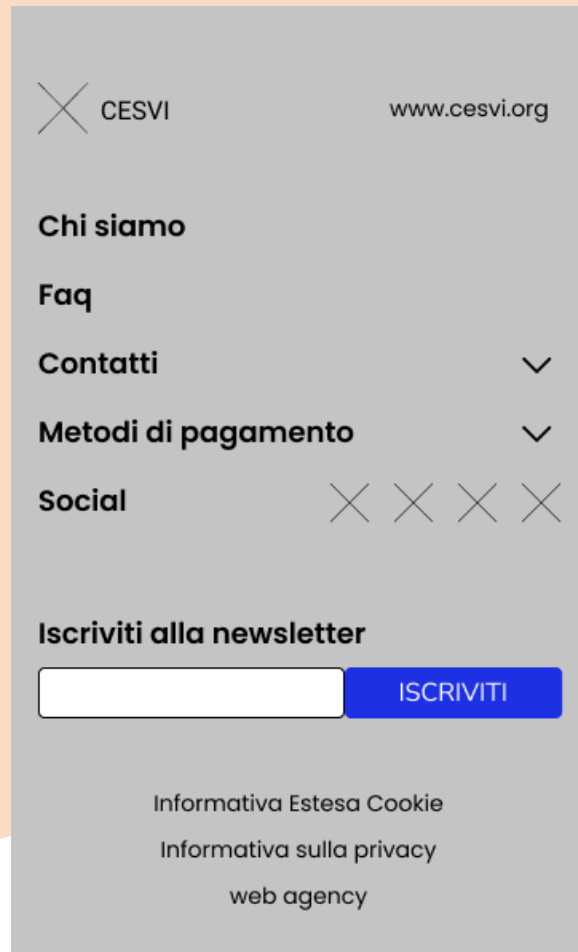 CESVI
www.cesvi.org
Chi siamo
Faq
Contatti
Metodi di pagamento
Social
Iscriviti alla newsletter
ISCRIVITI
Informativa Estesa Cookie
Informativa sulla privacy
web agency